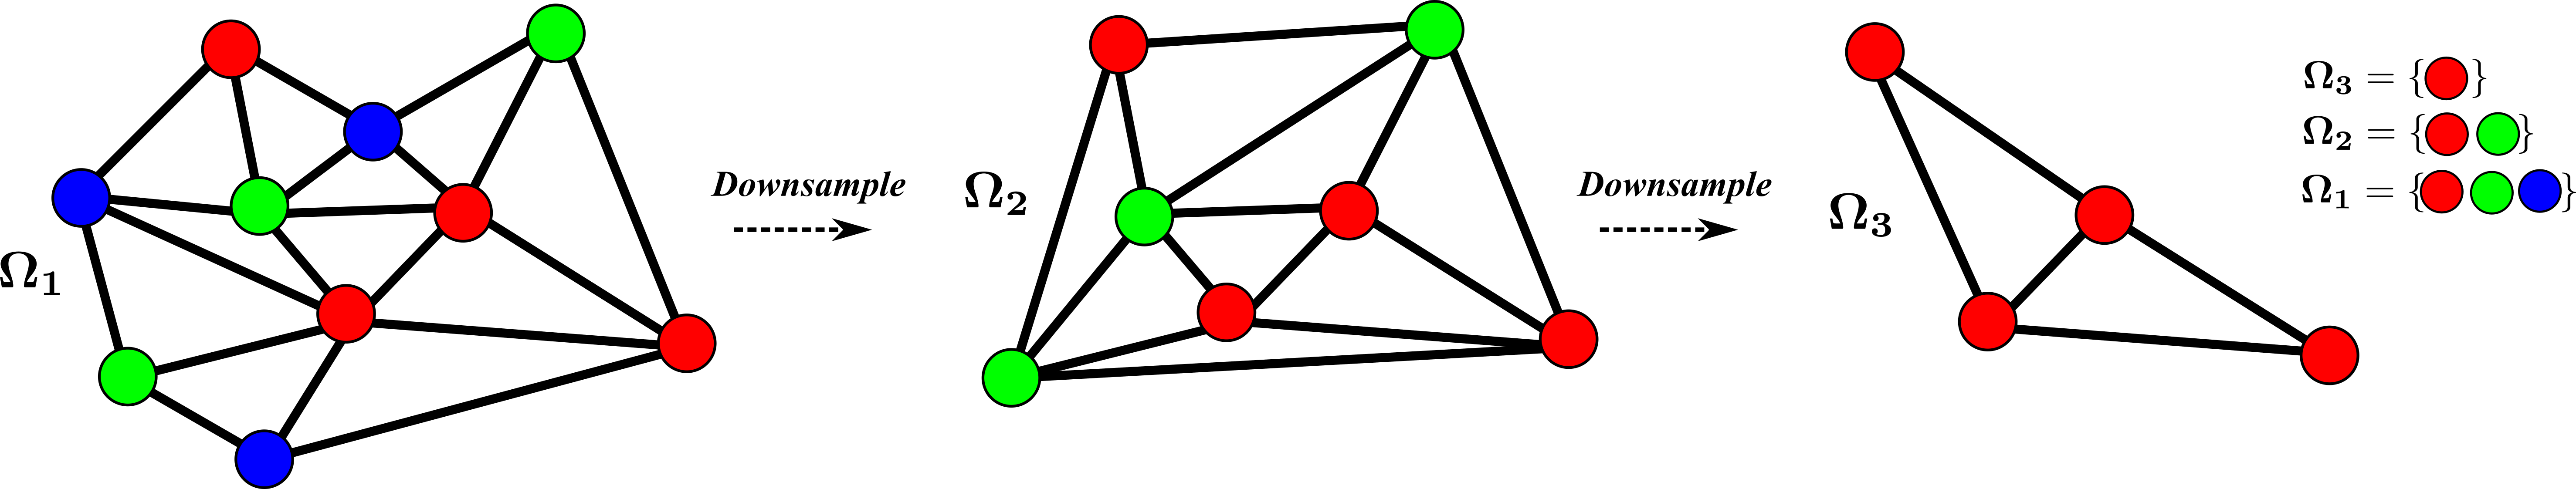 Ω1
Downsample
Ω2
Downsample
Ω3
Ω3 = { }
Ω2 = { }
Ω1 = { }